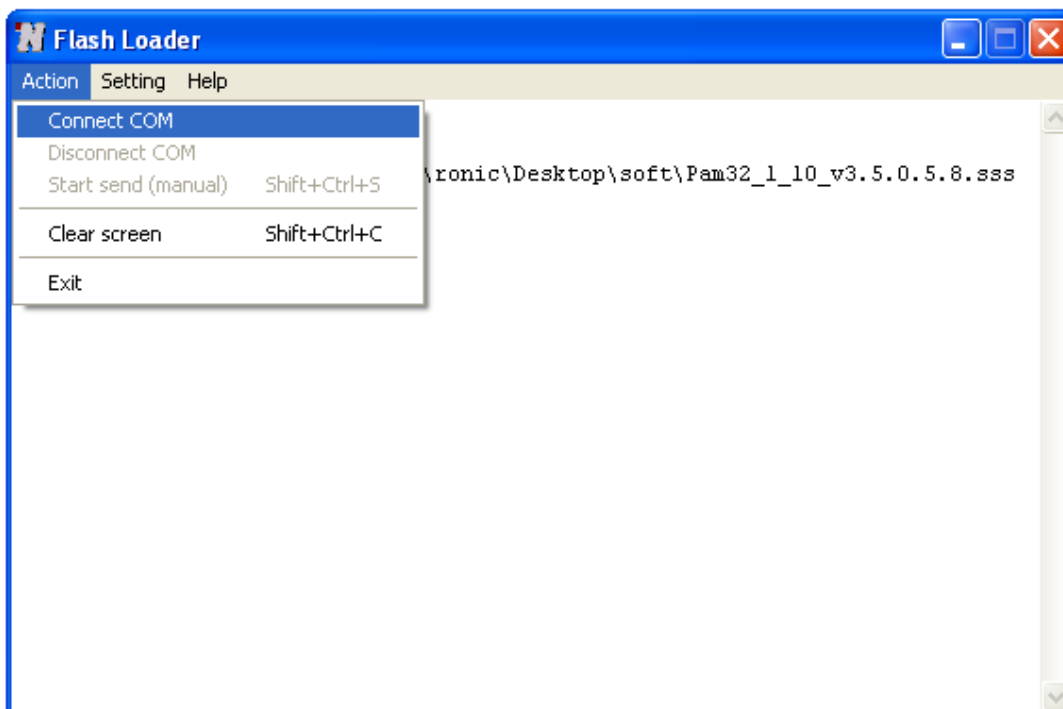 Flash Loader
Action Setting Help
Connect COM
Disconnect COM
\ronic\Desktop\soft\Pam32_1_10_v3.5.0.5.8.sss
Start send (manual) Shift+Ctrl+S
Clear screen Shift+Ctrl+C
Exit